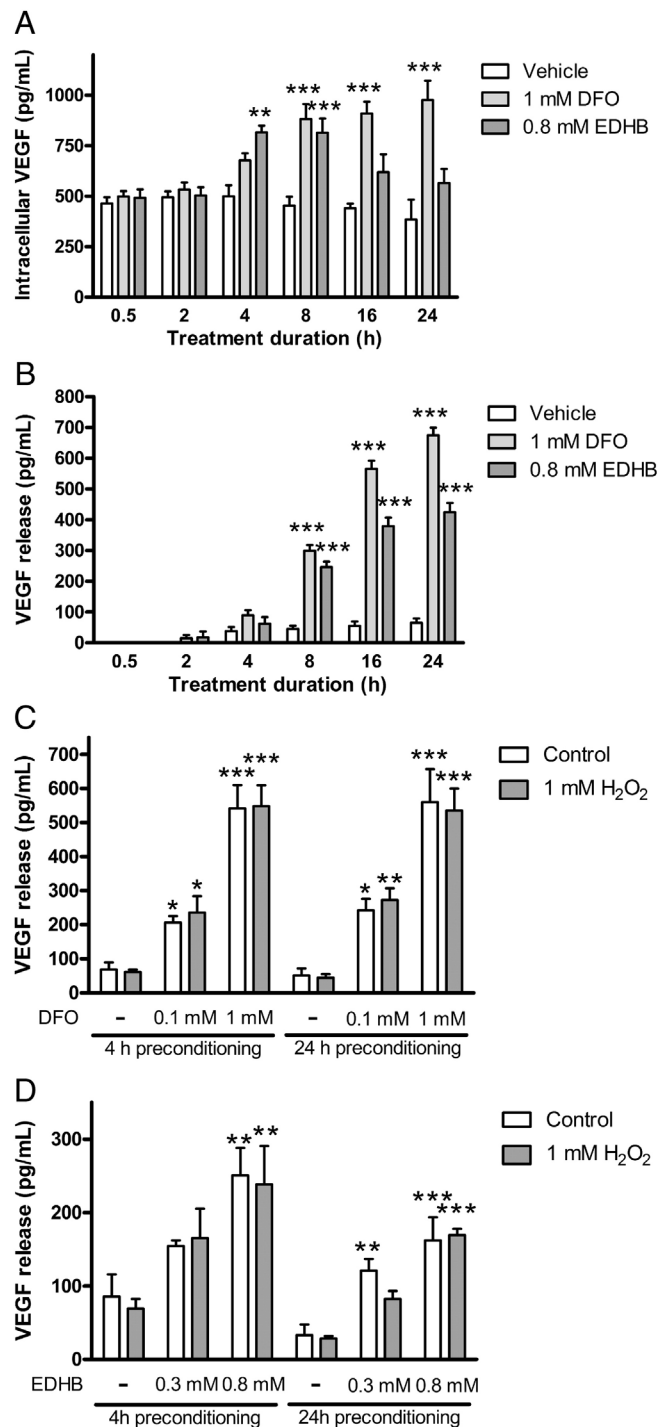 A
Intracellular VEGF (pg/mL)
1000
750
500
250
0
** *** *** *** ***
0.5 2 4 8 16 24
Treatment duration (h)
Vehicle
1 mM DFO
0.8 mM EDHB
B
VEGF release (pg/mL)
800
700
600
500
400
300
200
100
0
*** *** *** *** *** ***
0.5 2 4 8 16 24
Treatment duration (h)
Vehicle
1 mM DFO
0.8 mM EDHB
C
VEGF release (pg/mL)
700
600
500
400
300
200
100
0
* * *** *** * ** *** ***
DFO - 0.1 mM 1 mM - 0.1 mM 1 mM
4 h preconditioning 24 h preconditioning
Control
1 mM H₂O₂
D
VEGF release (pg/mL)
300
200
100
0
** ** ** *** ***
EDHB - 0.3 mM 0.8 mM - 0.3 mM 0.8 mM
4h preconditioning 24h preconditioning
Control
1 mM H₂O₂